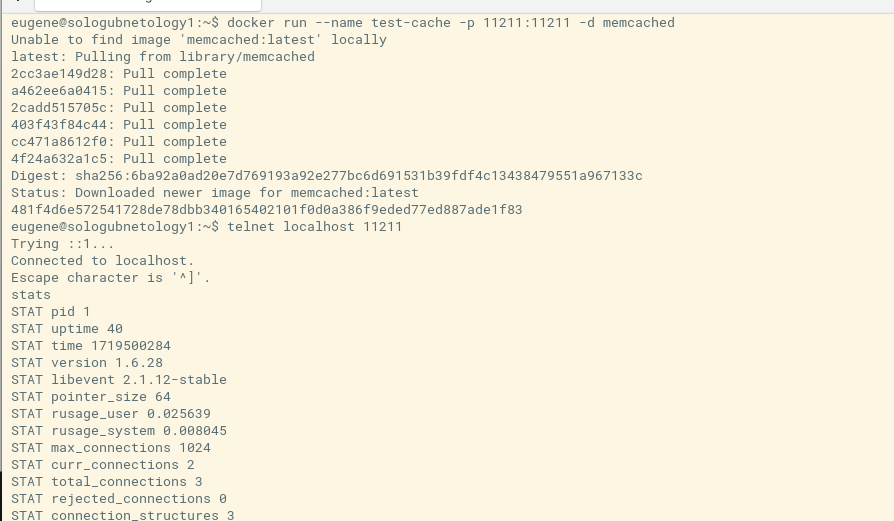 eugene@sologubnetology1:~$ docker run --name test-cache -p 11211:11211 -d memcached
Unable to find image 'memcached:latest' locally
latest: Pulling from library/memcached
2cc3ae149d28: Pull complete
a462ee6a0415: Pull complete
2cadd515705c: Pull complete
403f43f84c44: Pull complete
cc471a8612f0: Pull complete
4f24a632a1c5: Pull complete
Digest: sha256:6ba92a0ad20e7d769193a92e277bc6d691531b39fdf4c13438479551a967133c
Status: Downloaded newer image for memcached:latest
481f4d6e572541728de78dbb340165402101f0d0a386f9eded77ed887ade1f83
eugene@sologubnetology1:~$ telnet localhost 11211
Trying ::1...
Connected to localhost.
Escape character is '^]'.
stats
STAT pid 1
STAT uptime 40
STAT time 1719500284
STAT version 1.6.28
STAT libevent 2.1.12-stable
STAT pointer_size 64
STAT rusage_user 0.025639
STAT rusage_system 0.008045
STAT max_connections 1024
STAT curr_connections 2
STAT total_connections 3
STAT rejected_connections 0
STAT connection_structures 3